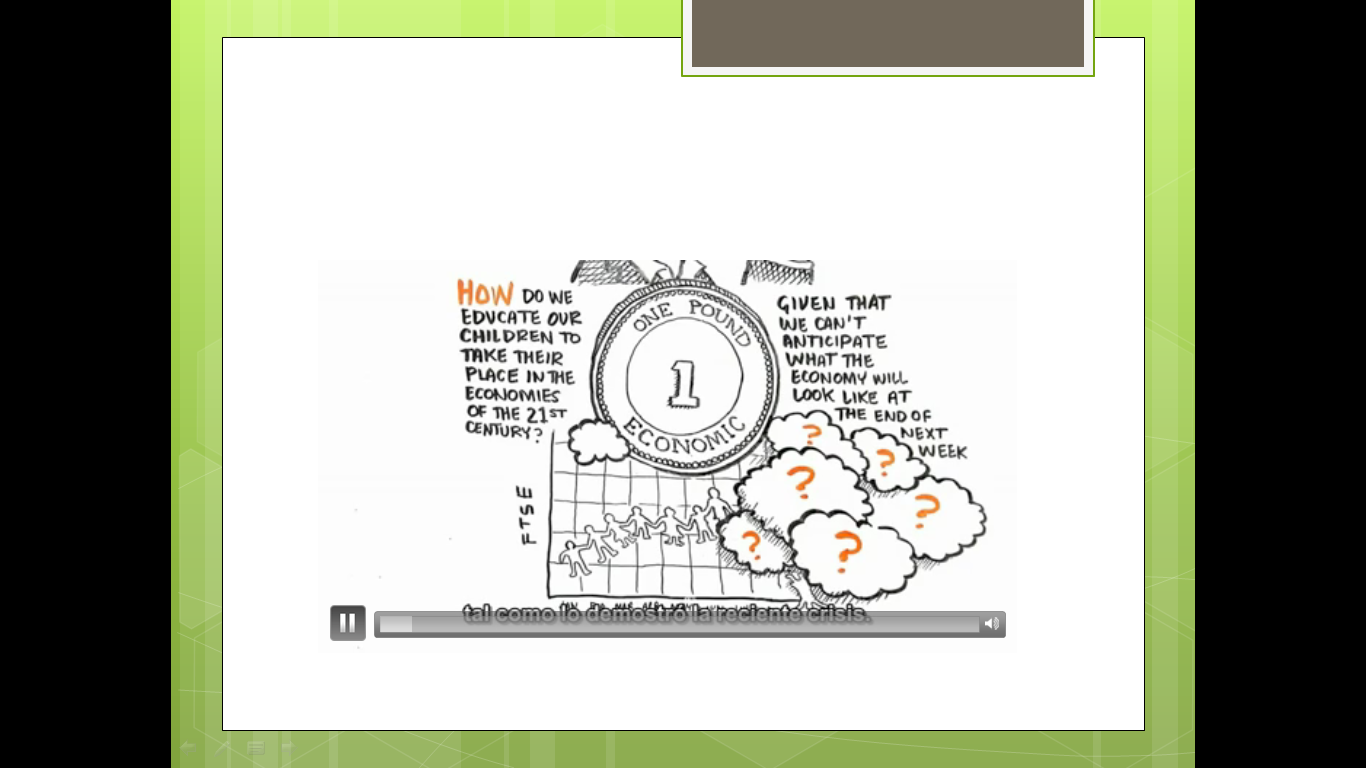 HOW DO WE
EDUCATE OUR
CHILDREN TO
TAKE THEIR
PLACE IN THE
ECONOMIES
OF THE 21ST
CENTURY?
ONE POUND
1
ECONOMIC
GIVEN THAT
WE CAN'T
ANTICIPATE
WHAT THE
ECONOMY WILL
LOOK LIKE AT
THE END OF
NEXT
WEEK
?
?
?
?
?
?
FTSE
tal como lo demostró la reciente crisis.